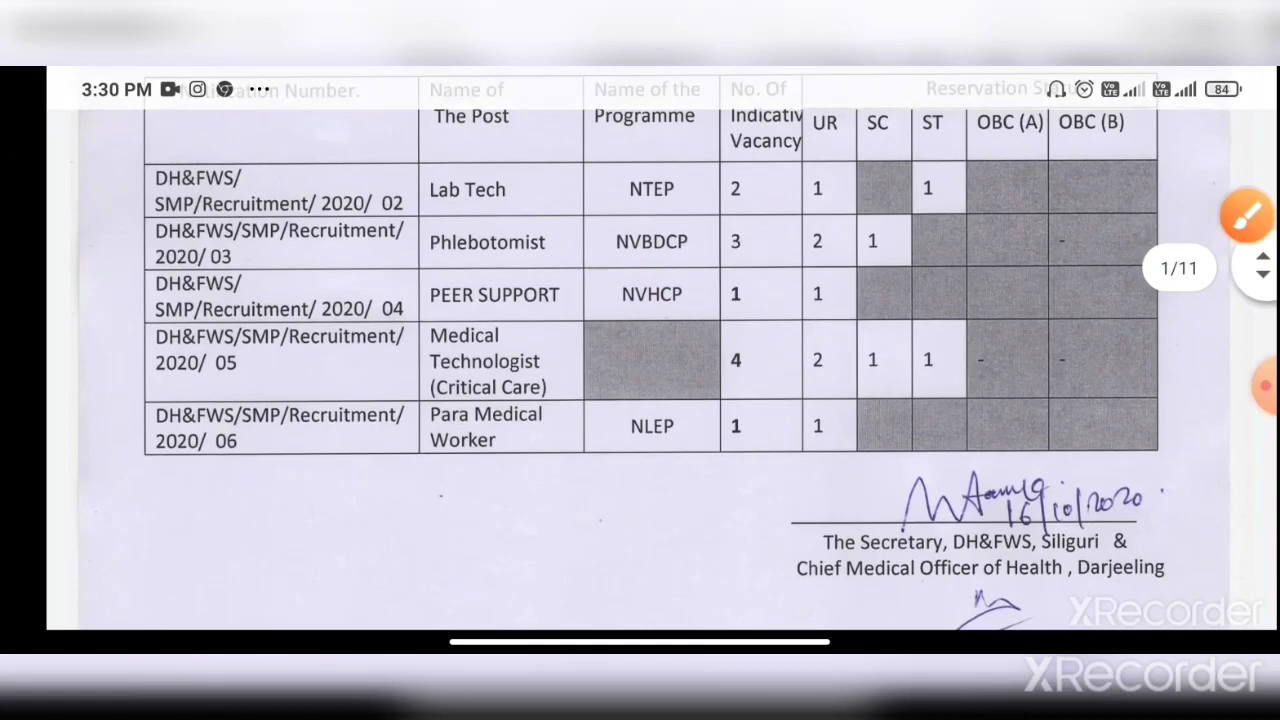 3:30 PM
84
Notification Number.
Name of
The Post
Name of the
Programme
No. Of
Indicativ
Vacancy
Reservation
UR
SC
ST
OBC (A)
OBC (B)
DH&FWS/
SMP/Recruitment/ 2020/ 02
Lab Tech
NTEP
2
1
1
DH&FWS/SMP/Recruitment/
2020/ 03
Phlebotomist
NVBDCP
3
2
1
-
DH&FWS/
SMP/Recruitment/ 2020/ 04
PEER SUPPORT
NVHCP
1
1
DH&FWS/SMP/Recruitment/
2020/ 05
Medical
Technologist
(Critical Care)
4
2
1
1
-
-
DH&FWS/SMP/Recruitment/
2020/ 06
Para Medical
Worker
NLEP
1
1
1/11
16/10/2020
The Secretary, DH&FWS, Siliguri &
Chief Medical Officer of Health , Darjeeling
XRecorder
XRecorder